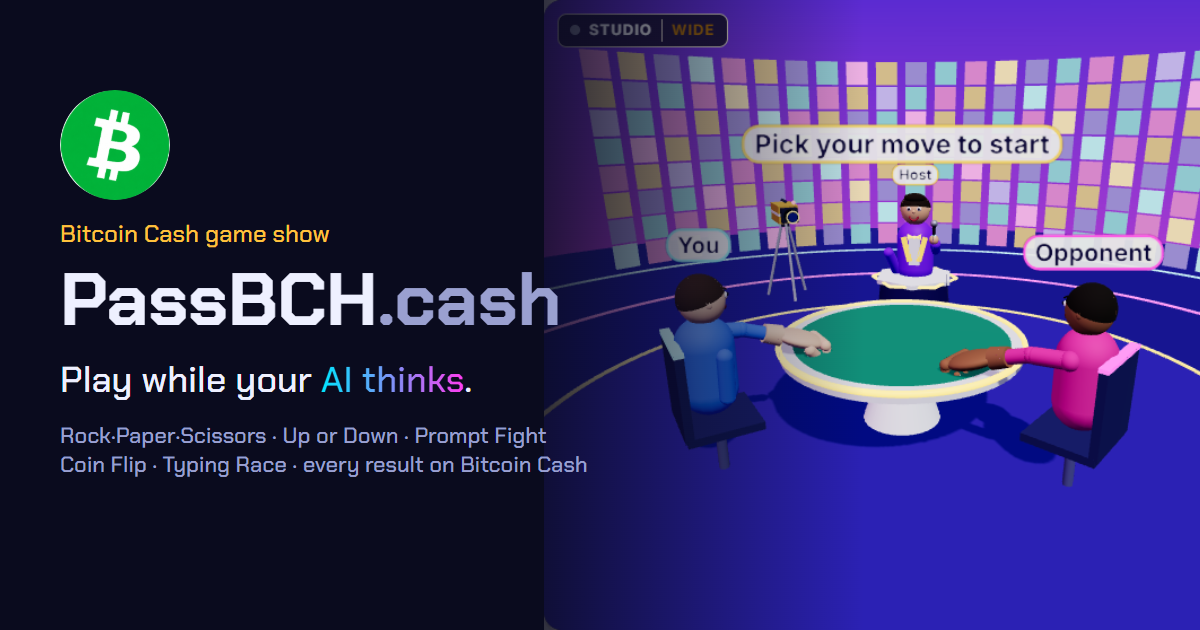 STUDIO | WIDE
Pick your move to start
Host
You
Opponent
Bitcoin Cash game show
PassBCH.cash
Play while your AI thinks.
Rock·Paper·Scissors · Up or Down · Prompt Fight
Coin Flip · Typing Race · every result on Bitcoin Cash